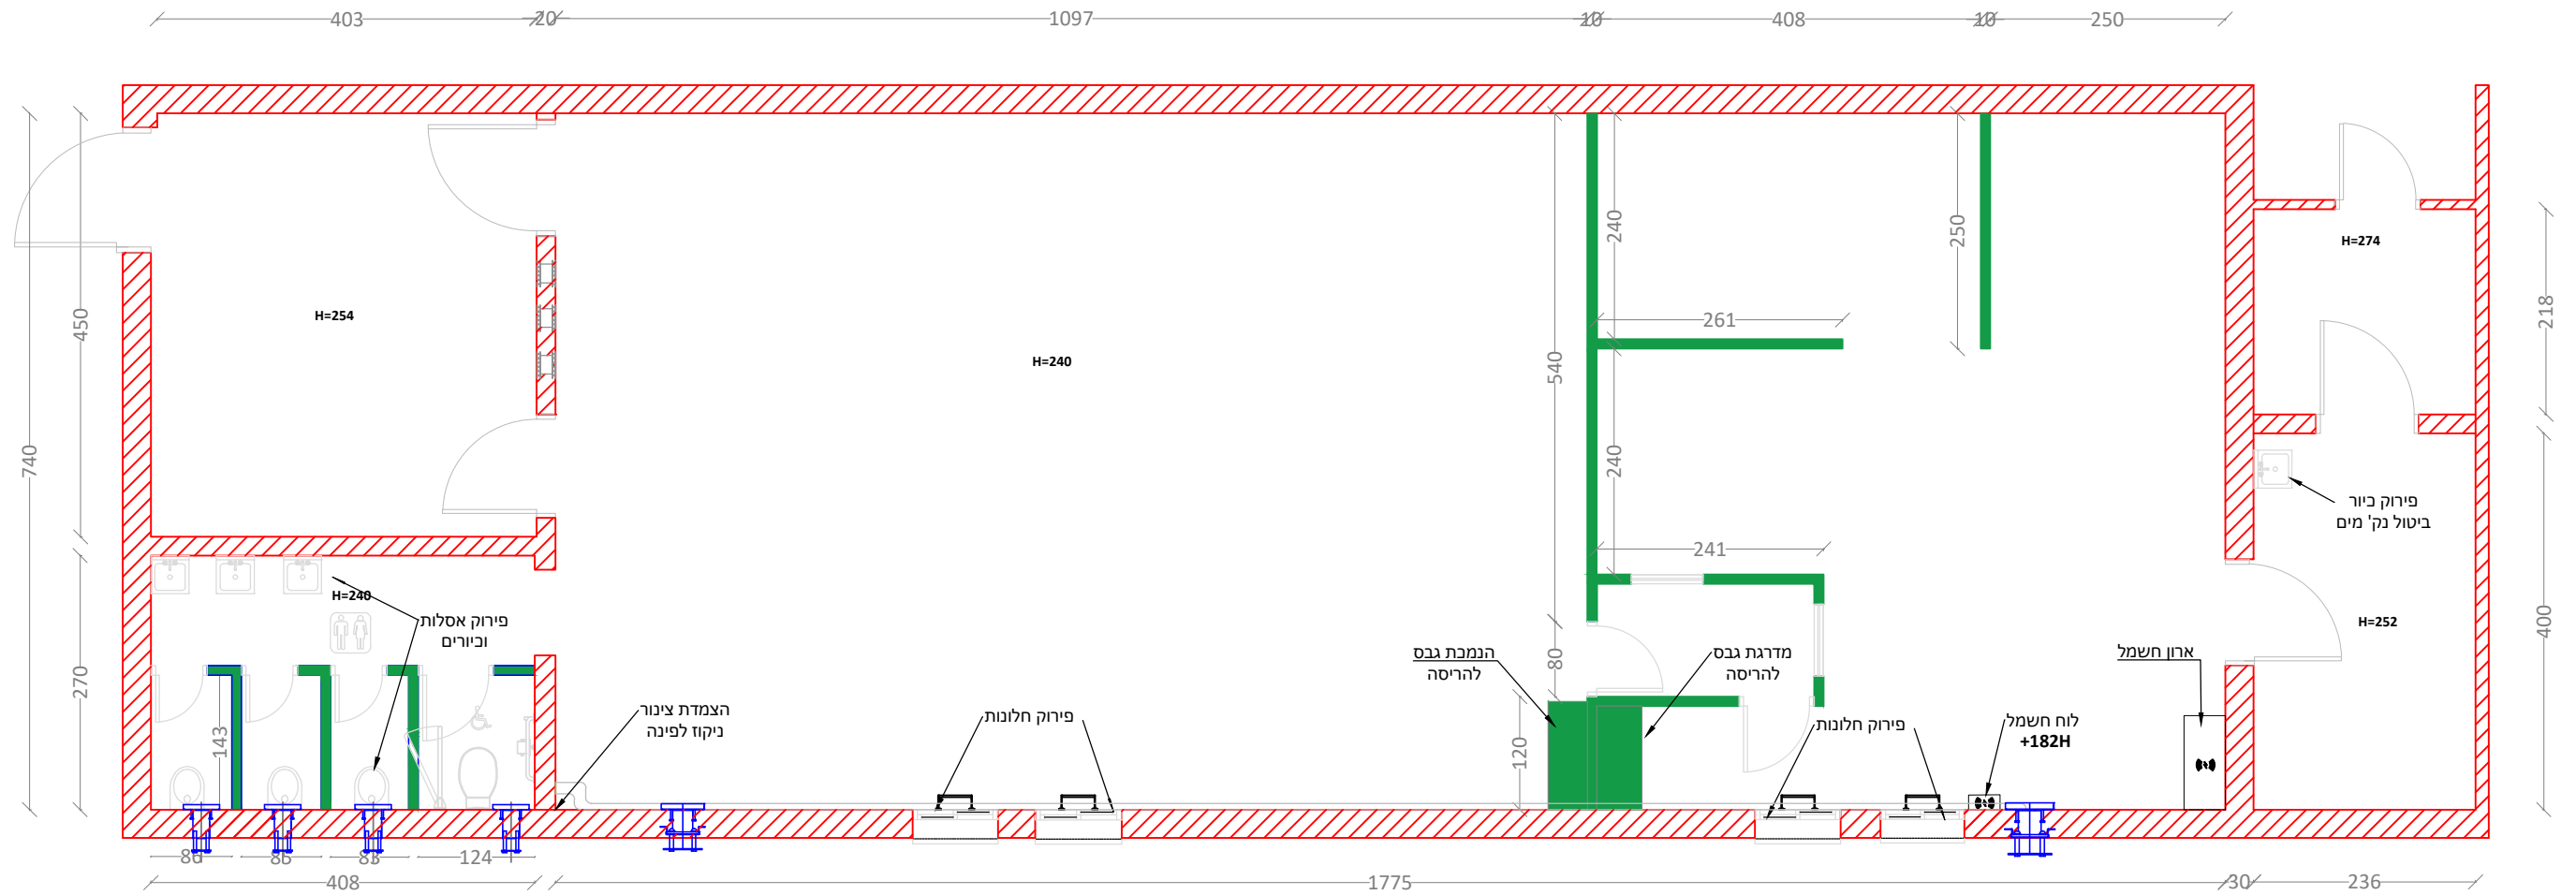 403
20
1097
10
408
10
250
740
450
270
H=254
H=240
540
240
240
261
250
241
80
120
H=274
218
פירוק כיור
ביטול נק' מים
H=252
400
H=240
פירוק אסלות
וכיורים
143
הצמדת צינור
ניקוז לפינה
פירוק חלונות
הנמכת גבס
להריסה
מדרגת גבס
להריסה
פירוק חלונות
לוח חשמל
+182H
ארון חשמל
86
124
408
1775
30
236